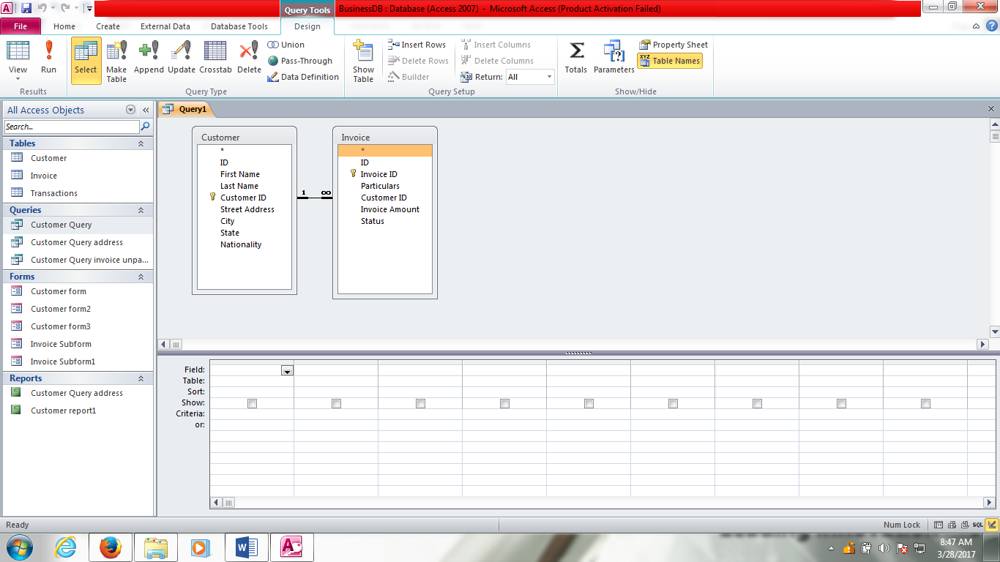 Query Tools
BusinessDB : Database (Access 2007) - Microsoft Access (Product Activation Failed)
File Home Create External Data Database Tools Design
View
Run
Results
Select
Make Table
Append
Update
Crosstab
Delete
Union
Pass-Through
Data Definition
Query Type
Show Table
Insert Rows
Delete Rows
Builder
Insert Columns
Delete Columns
Return: All
Query Setup
Totals
Parameters
Property Sheet
XYZ Table Names
Show/Hide
All Access Objects
Search...
Tables
Customer
Invoice
Transactions
Queries
Customer Query
Customer Query address
Customer Query invoice unpa...
Forms
Customer form
Customer form2
Customer form3
Invoice Subform
Invoice Subform1
Reports
Customer Query address
Customer report1
Query1
Customer
*
ID
First Name
Last Name
Customer ID
Street Address
City
State
Nationality
1 ∞
Invoice
*
ID
Invoice ID
Particulars
Customer ID
Invoice Amount
Status
Field:
Table:
Sort:
Show:
Criteria:
or:
Ready
Num Lock
SQL
8:47 AM
3/28/2017